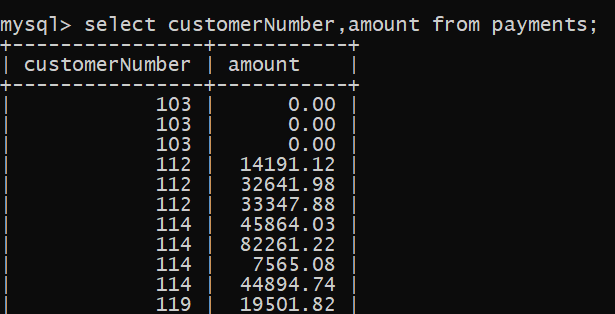 mysql> select customerNumber,amount from payments;
+----------------+-----------+
| customerNumber | amount    |
+----------------+-----------+
|            103 |      0.00 |
|            103 |      0.00 |
|            103 |      0.00 |
|            112 |  14191.12 |
|            112 |  32641.98 |
|            112 |  33347.88 |
|            114 |  45864.03 |
|            114 |  82261.22 |
|            114 |   7565.08 |
|            114 |  44894.74 |
|            119 |  19501.82 |